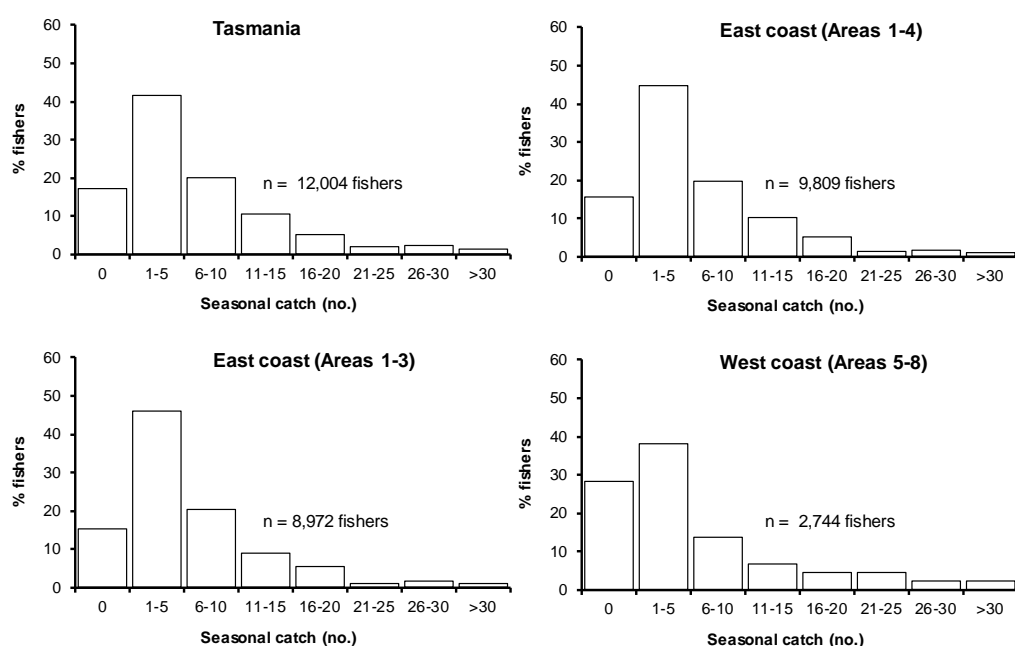 Tasmania
60
50
40
30
20
10
0
% fishers
n = 12,004 fishers
0 1-5 6-10 11-15 16-20 21-25 26-30 >30
Seasonal catch (no.)
East coast (Areas 1-4)
60
50
40
30
20
10
0
% fishers
n = 9,809 fishers
0 1-5 6-10 11-15 16-20 21-25 26-30 >30
Seasonal catch (no.)
East coast (Areas 1-3)
60
50
40
30
20
10
0
% fishers
n = 8,972 fishers
0 1-5 6-10 11-15 16-20 21-25 26-30 >30
Seasonal catch (no.)
West coast (Areas 5-8)
60
50
40
30
20
10
0
% fishers
n = 2,744 fishers
0 1-5 6-10 11-15 16-20 21-25 26-30 >30
Seasonal catch (no.)